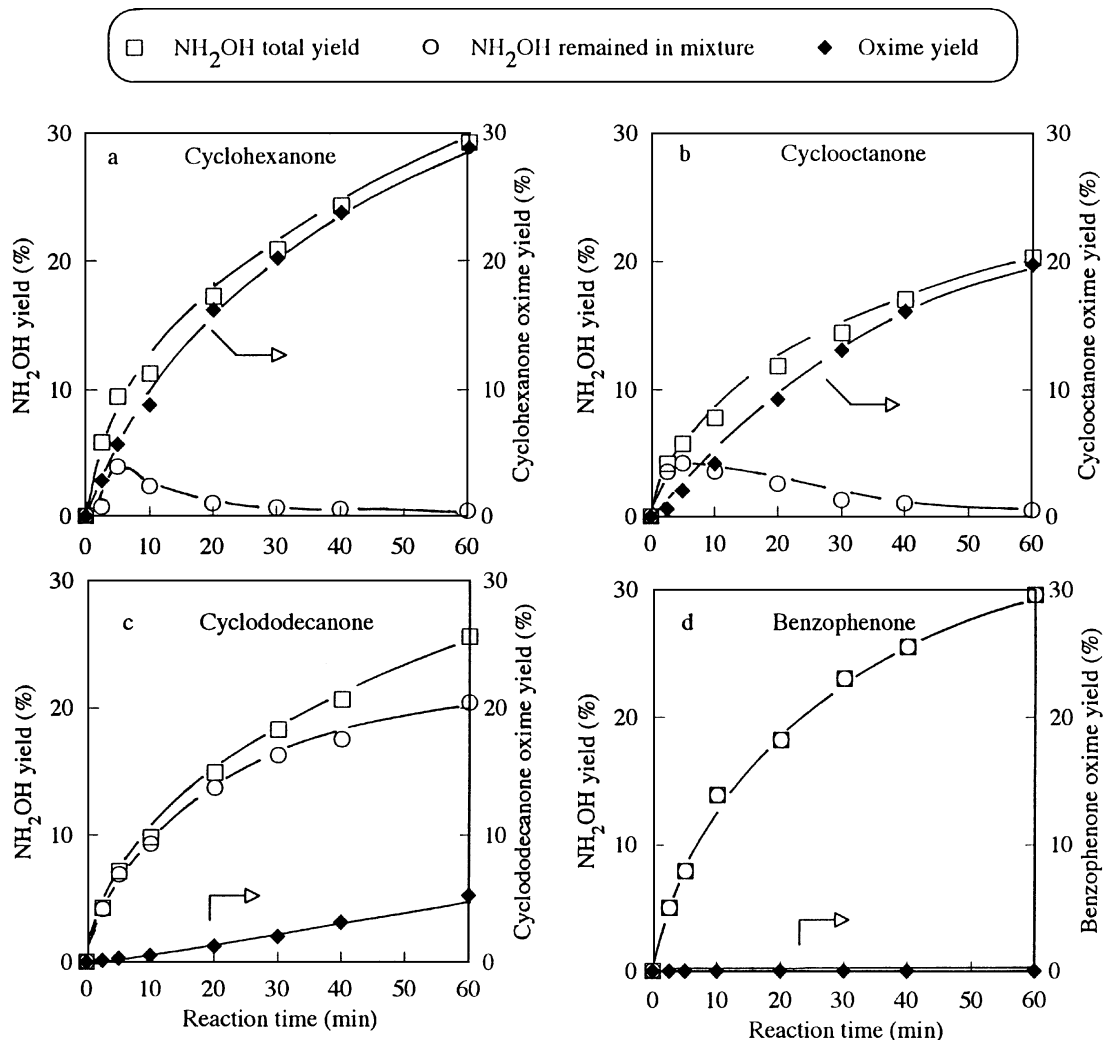 NH2OH total yield NH2OH remained in mixture Oxime yield
a Cyclohexanone
30
20
10
0
NH2OH yield (%)
30
20
10
0
Cyclohexanone oxime yield (%)
0 10 20 30 40 50 60
b Cyclooctanone
30
20
10
0
NH2OH yield (%)
30
20
10
0
Cyclooctanone oxime yield (%)
0 10 20 30 40 50 60
c Cyclododecanone
30
20
10
0
NH2OH yield (%)
30
20
10
0
Cyclododecanone oxime yield (%)
0 10 20 30 40 50 60
Reaction time (min)
d Benzophenone
30
20
10
0
NH2OH yield (%)
30
20
10
0
Benzophenone oxime yield (%)
0 10 20 30 40 50 60
Reaction time (min)